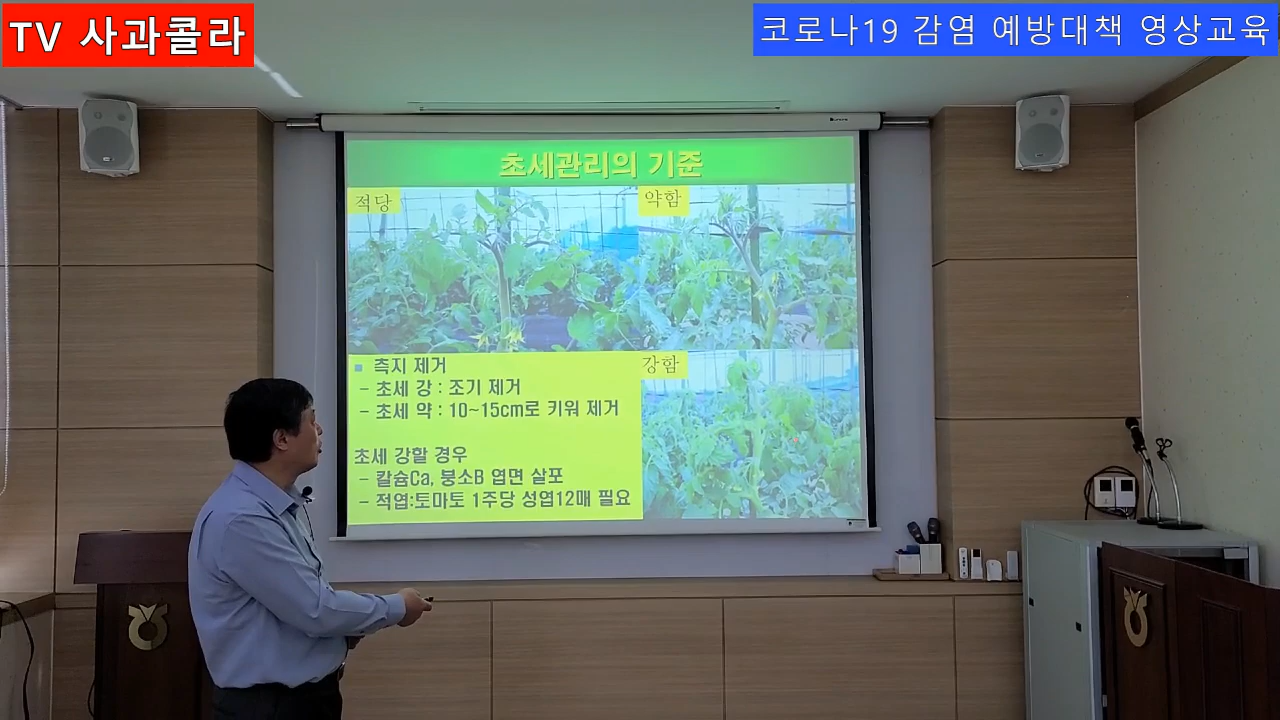 TV 사과콜라
코로나19 감염 예방대책 영상교육
초세관리의 기준
적당
약함
■ 측지 제거
- 초세 강 : 조기 제거
- 초세 약 : 10~15cm로 키워 제거
초세 강할 경우
- 칼슘Ca, 붕소B 엽면 살포
- 적엽:토마토 1주당 성엽12매 필요
강함